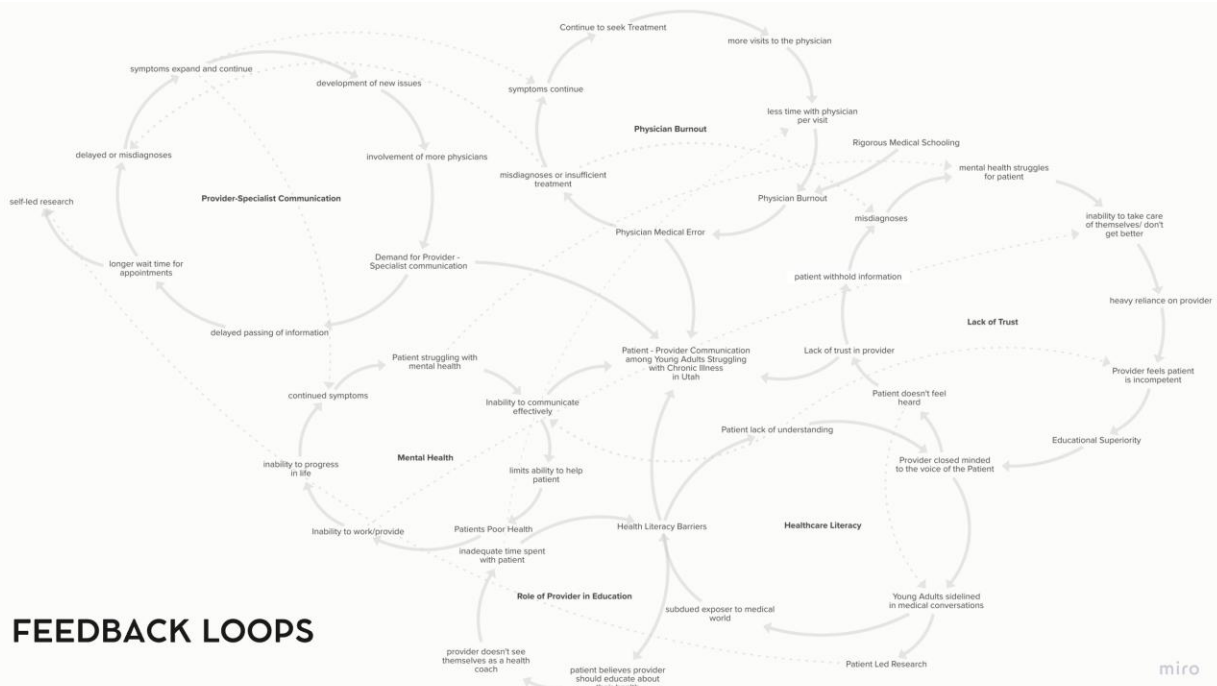 Continue to seek Treatment
more visits to the physician
symptoms expand and continue
development of new issues
symptoms continue
less time with physician
per visit
Physician Burnout
Rigorous Medical Schooling
delayed or misdiagnoses
involvement of more physicians
misdiagnoses or insufficient
treatment
mental health struggles
for patient
self-led research
Provider-Specialist Communication
Physician Burnout
misdiagnoses
inability to take care
of themselves/ don't
get better
Physician Medical Error
longer wait time for
appointments
Demand for Provider -
Specialist communication
patient withhold information
heavy reliance on provider
delayed passing of information
Lack of Trust
Patient struggling with
mental health
Patient - Provider Communication
among Young Adults Struggling
with Chronic Illness
in Utah
Lack of trust in provider
Provider feels patient
is incompetent
continued symptoms
Inability to communicate
effectively
Patient doesn't feel
heard
Patient lack of understanding
Educational Superiority
Mental Health
inability to progress
in life
limits ability to help
patient
Provider closed minded
to the voice of the Patient
Inability to work/provide
Patients Poor Health
Health Literacy Barriers
Healthcare Literacy
inadequate time spent
with patient
Role of Provider in Education
subdued exposer to medical
world
Young Adults sidelined
in medical conversations
FEEDBACK LOOPS
provider doesn't see
themselves as a health
coach
patient believes provider
should educate about
Patient Led Research
miro